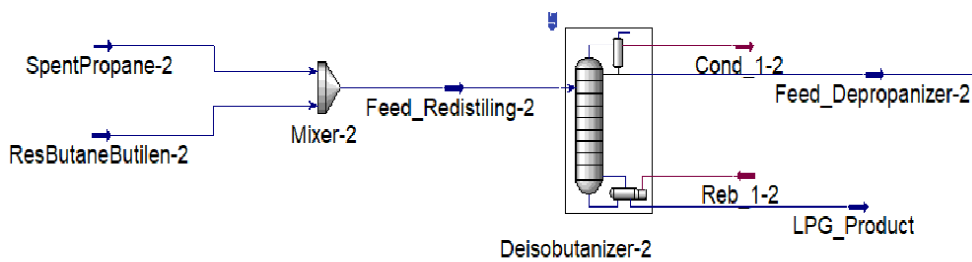 SpentPropane-2
Cond_1-2
Feed_Redistiling-2
Feed_Depropanizer-2
Mixer-2
ResButaneButilen-2
Reb_1-2
LPG_Product
Deisobutanizer-2